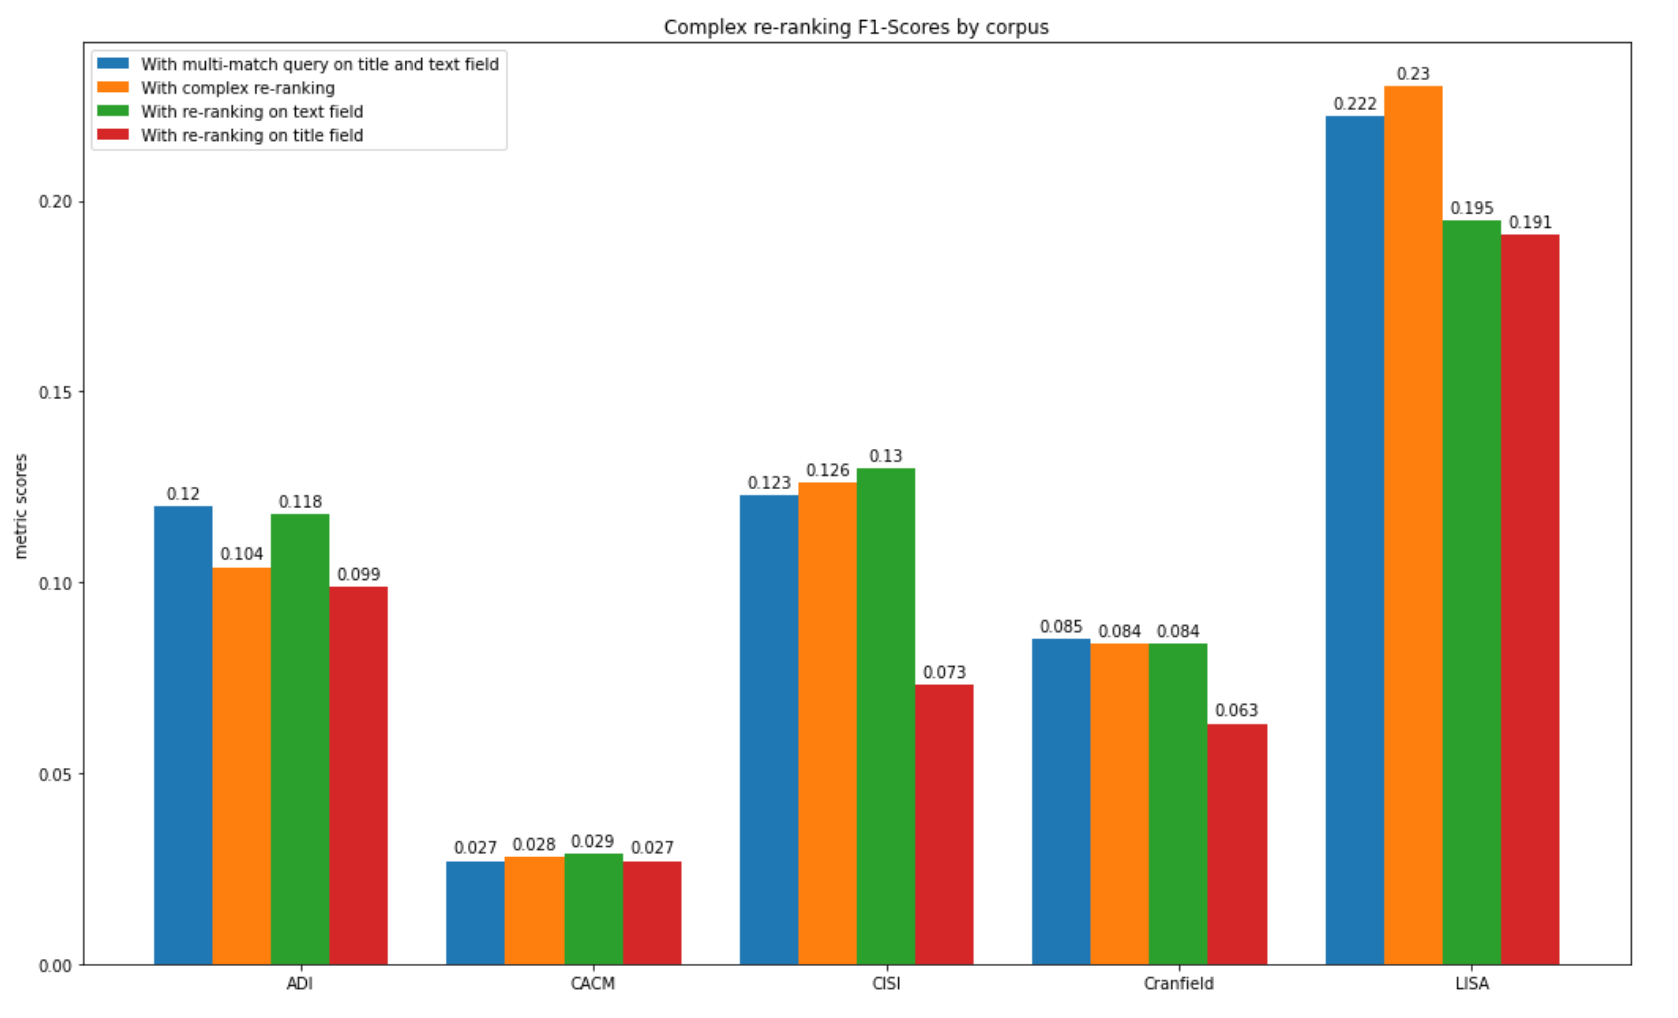 Complex re-ranking F1-Scores by corpus
With multi-match query on title and text field
With complex re-ranking
With re-ranking on text field
With re-ranking on title field
metric scores
0.20
0.15
0.10
0.05
0.00
0.12
0.104
0.118
0.099
0.027
0.028
0.029
0.027
0.123
0.126
0.13
0.073
0.085
0.084
0.084
0.063
0.222
0.23
0.195
0.191
ADI
CACM
CISI
Cranfield
LISA